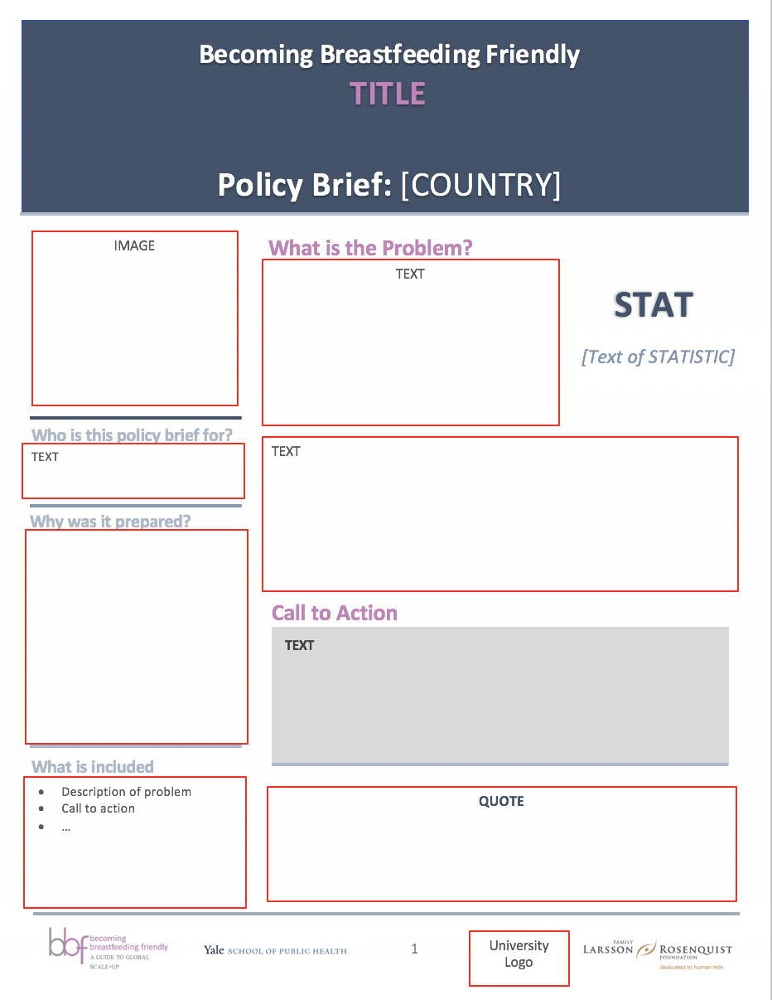 Becoming Breastfeeding Friendly
TITLE
Policy Brief: [COUNTRY]
IMAGE
Who is this policy brief for?
TEXT
Why was it prepared?
What is included
• Description of problem
• Call to action
• ...
What is the Problem?
TEXT
STAT
[Text of STATISTIC]
TEXT
Call to Action
TEXT
QUOTE
bbf
becoming
breastfeeding friendly
A GUIDE TO GLOBAL
SCALE-UP
Yale SCHOOL OF PUBLIC HEALTH
1
University
Logo
FAMILY
LARSSON ROSENQUIST
FOUNDATION
dedicated to human milk